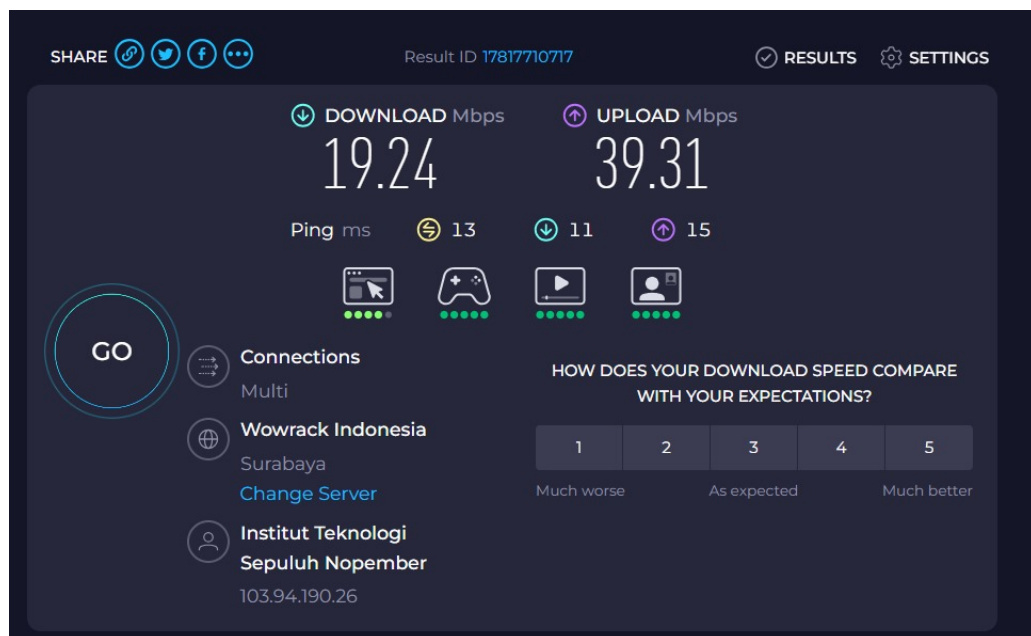 SHARE Result ID 17817710717 RESULTS SETTINGS
DOWNLOAD Mbps UPLOAD Mbps
19.24 39.31
Ping ms 13 11 15
GO
Connections
Multi
Wowrack Indonesia
Surabaya
Change Server
Institut Teknologi
Sepuluh Nopember
103.94.190.26
HOW DOES YOUR DOWNLOAD SPEED COMPARE
WITH YOUR EXPECTATIONS?
1 2 3 4 5
Much worse As expected Much better